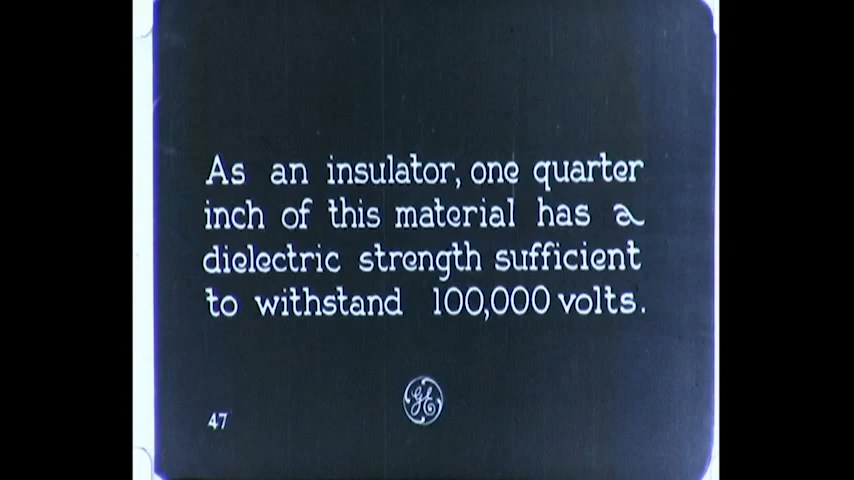 As an insulator, one quarter
inch of this material has a
dielectric strength sufficient
to withstand 100,000 volts.
47
GE